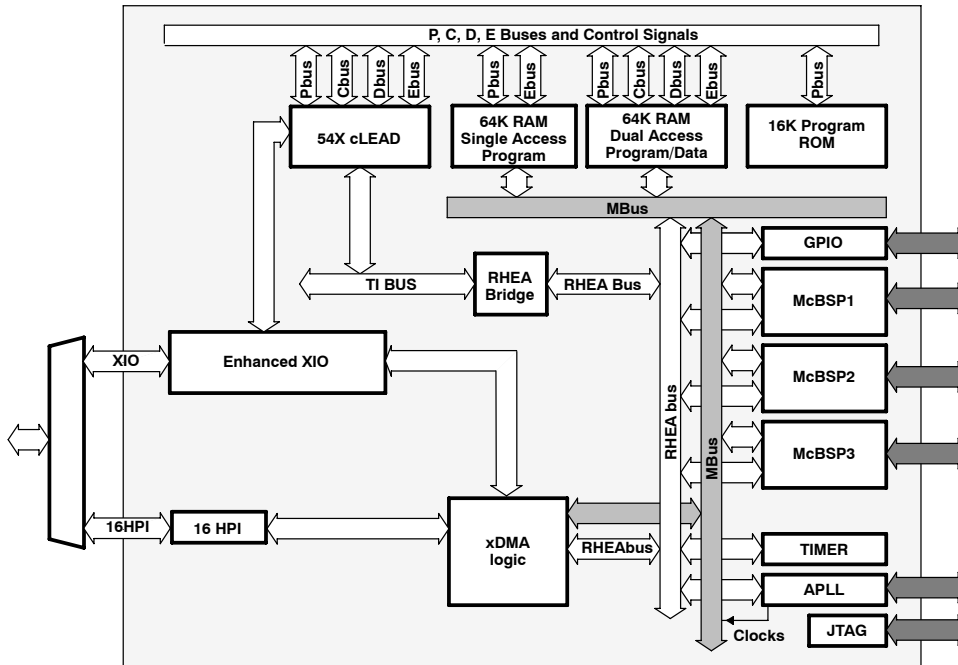 P, C, D, E Buses and Control Signals
Pbus
Cbus
Dbus
Ebus
Pbus
Ebus
Pbus
Cbus
Dbus
Ebus
Pbus
54X cLEAD
64K RAM
Single Access
Program
64K RAM
Dual Access
Program/Data
16K Program
ROM
MBus
GPIO
TI BUS
RHEA
Bridge
RHEA Bus
McBSP1
XIO
Enhanced XIO
McBSP2
RHEA bus
MBus
McBSP3
16HPI
16 HPI
xDMA
logic
RHEAbus
TIMER
APLL
Clocks
JTAG